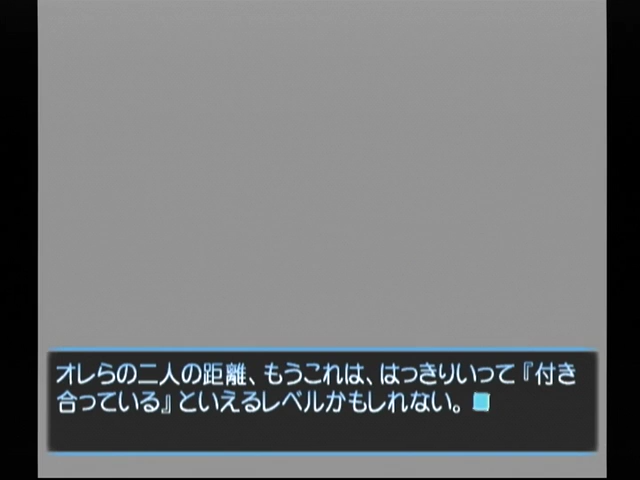 オレらの二人の距離、もうこれは、はっきりいって『付き
合っている』といえるレベルかもしれない。